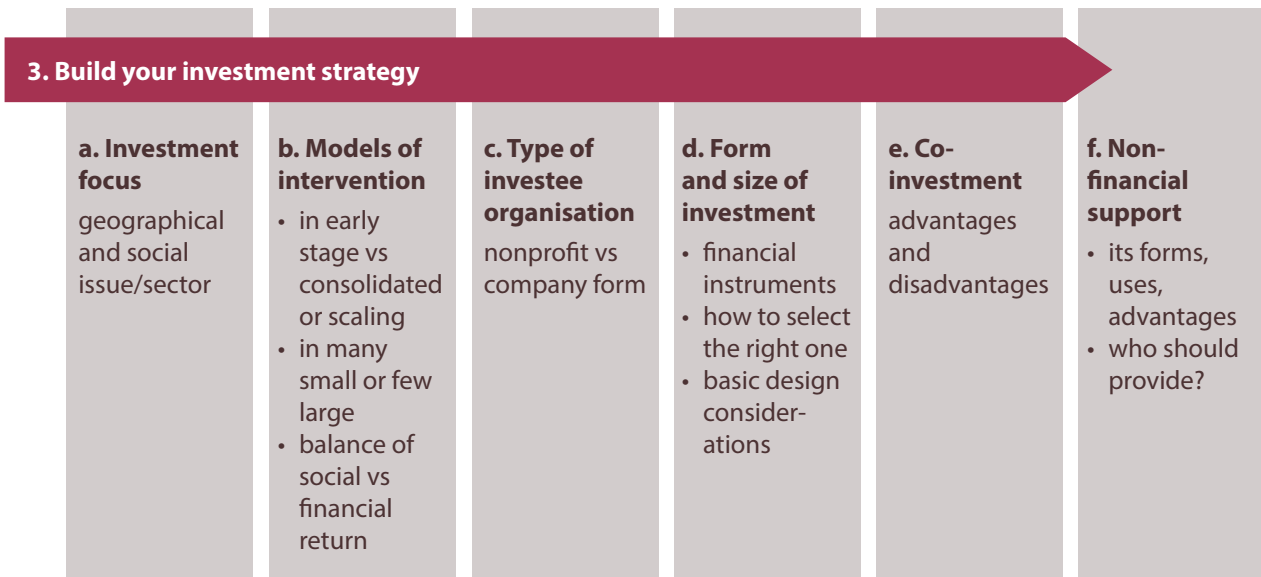 3. Build your investment strategy
a. Investment
focus
geographical
and social
issue/sector
b. Models of
intervention
• in early
stage vs
consolidated
or scaling
• in many
small or few
large
• balance of
social vs
financial
return
c. Type of
investee
organisation
nonprofit vs
company form
d. Form
and size of
investment
• financial
instruments
• how to select
the right one
• basic design
consider-
ations
e. Co-
investment
advantages
and
disadvantages
f. Non-
financial
support
• its forms,
uses,
advantages
• who should
provide?